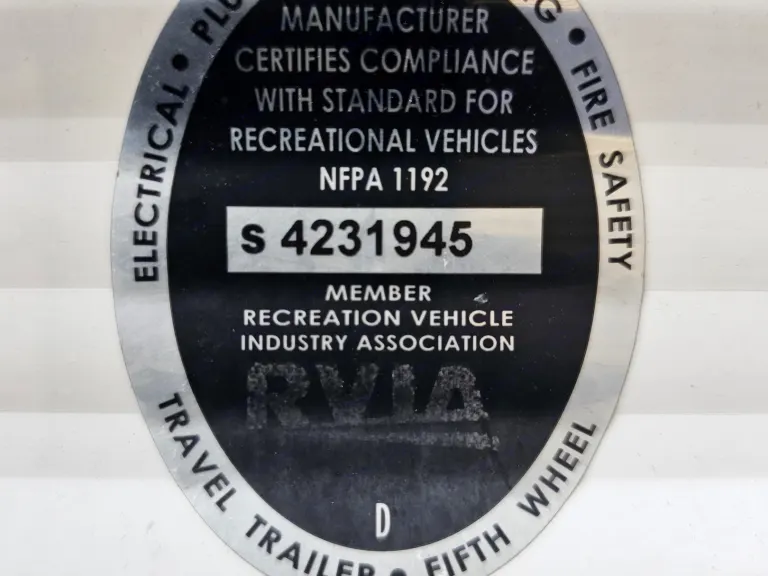 MANUFACTURER
CERTIFIES COMPLIANCE
WITH STANDARD FOR
RECREATIONAL VEHICLES
NFPA 1192
S 4231945
MEMBER
RECREATION VEHICLE
INDUSTRY ASSOCIATION
RVIA
D
ELECTRICAL • PLU
G • FIRE SAFETY
TRAVEL TRAILER • FIFTH WHEEL